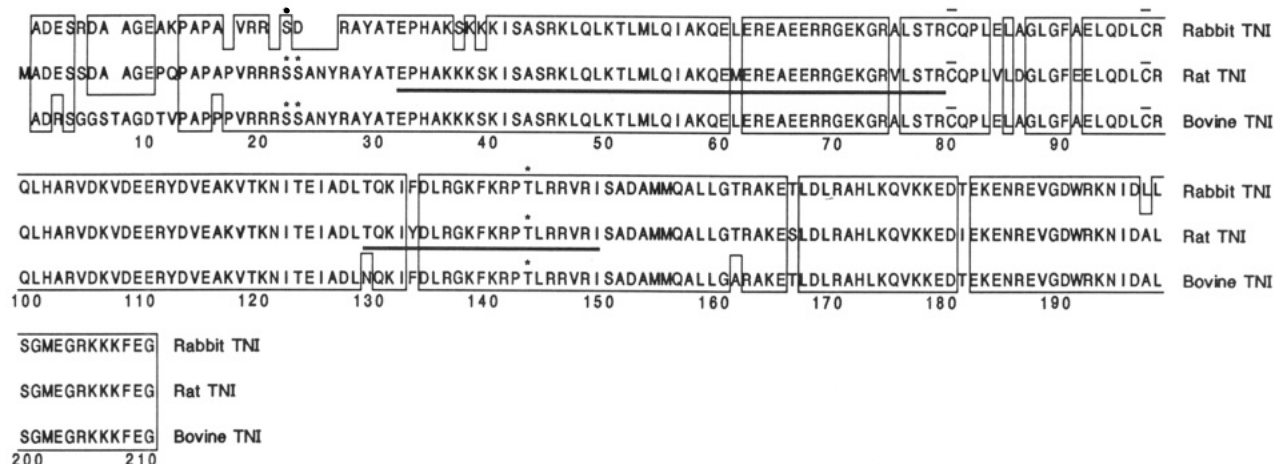 ADESRDA AGEAKPAPA VRR SD RAYATEPHAKSKKKISASRKLQLKTLMLQIAKQELEREAEERRGEKGRALSTRCQPLELAGLGFAELQDLCR Rabbit TNI
MADESSDA AGEPQPAPAPVRRRSSANYRAYATEPHAKKKSKISASRKLQLKTLMLQIAKQEMEREAEERRGEKGRVLSTRCQPLVLDGLGFEELQDLCR Rat TNI
ADRSGGSTAGDTVPAPPPVRRRSSANYRAYATEPHAKKKSKISASRKLQLKTLMLQIAKQELEREAEERRGEKGRALSTRCQPLELAGLGFAELQDLCR Bovine TNI
10 20 30 40 50 60 70 80 90
QLHARVDKVDEERYDVEAKVTKNITEIADLTQKIFDLRGKFKRPTLRRVRISADAMMQALLGTRAKETLDLRAHLKQVKKEDTEKENREVGDWRKNIDLL Rabbit TNI
QLHARVDKVDEERYDVEAKVTKNITEIADLTQKIYDLRGKFKRPTLRRVRISADAMMQALLGTRAKESLDLRAHLKQVKKEDIEKENREVGDWRKNIDAL Rat TNI
QLHARVDKVDEERYDVEAKVTKNITEIADLNQKIFDLRGKFKRPTLRRVRISADAMMQALLGARAKETLDLRAHLKQVKKEDTEKENREVGDWRKNIDAL Bovine TNI
100 110 120 130 140 150 160 170 180 190
SGMEGRKKKFEG Rabbit TNI
SGMEGRKKKFEG Rat TNI
SGMEGRKKKFEG Bovine TNI
200 210